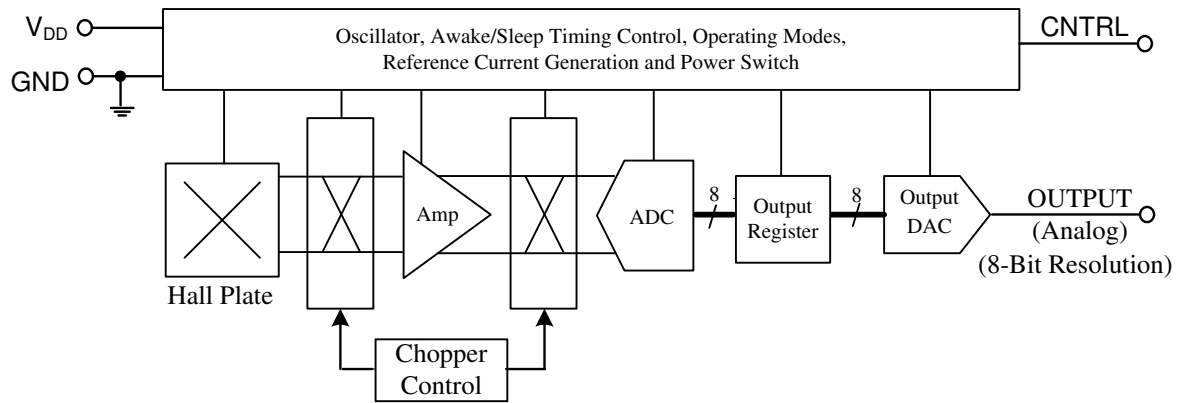 VDD
GND
Oscillator, Awake/Sleep Timing Control, Operating Modes,
Reference Current Generation and Power Switch
CNTRL
Hall Plate
Amp
ADC
8
Output
Register
8
Output
DAC
OUTPUT
(Analog)
(8-Bit Resolution)
Chopper
Control